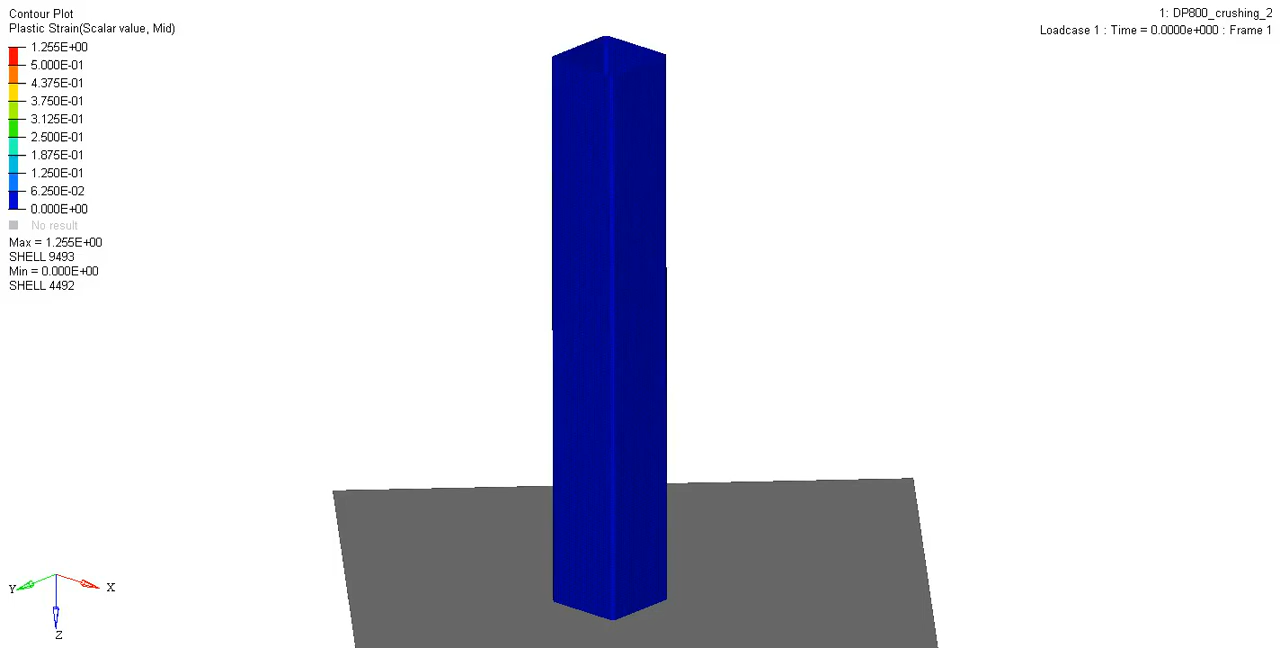 Contour Plot
Plastic Strain(Scalar value, Mid)
1.255E+00
5.000E-01
4.375E-01
3.750E-01
3.125E-01
2.500E-01
1.875E-01
1.250E-01
6.250E-02
0.000E+00
No result
Max = 1.255E+00
SHELL 9493
Min = 0.000E+00
SHELL 4492
1: DP800_crushing_2
Loadcase 1 : Time = 0.0000e+000 : Frame 1
Y
X
Z